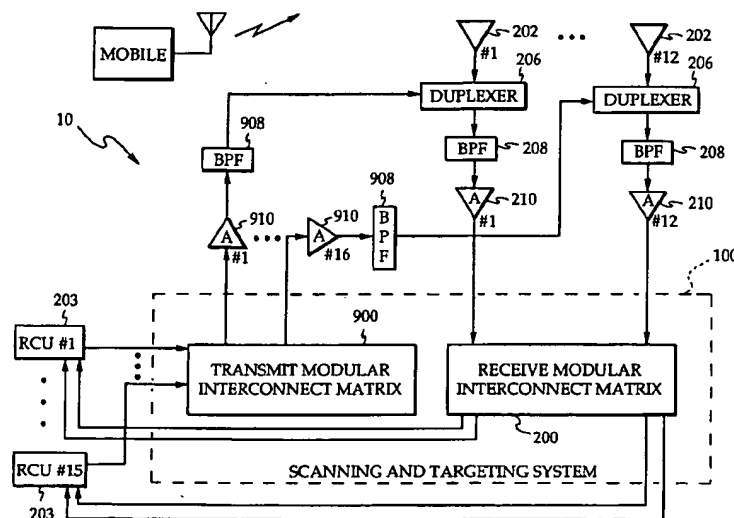 MOBILE
202
#1
202
#12
206
DUPLEXER
206
DUPLEXER
10
908
BPF
BPF
208
BPF
208
910
A
#1
910
A
#16
908
B
P
F
A
210
#1
A
210
#12
100
203
RCU #1
900
TRANSMIT MODULAR
INTERCONNECT MATRIX
RECEIVE MODULAR
INTERCONNECT MATRIX
200
RCU #15
203
SCANNING AND TARGETING SYSTEM